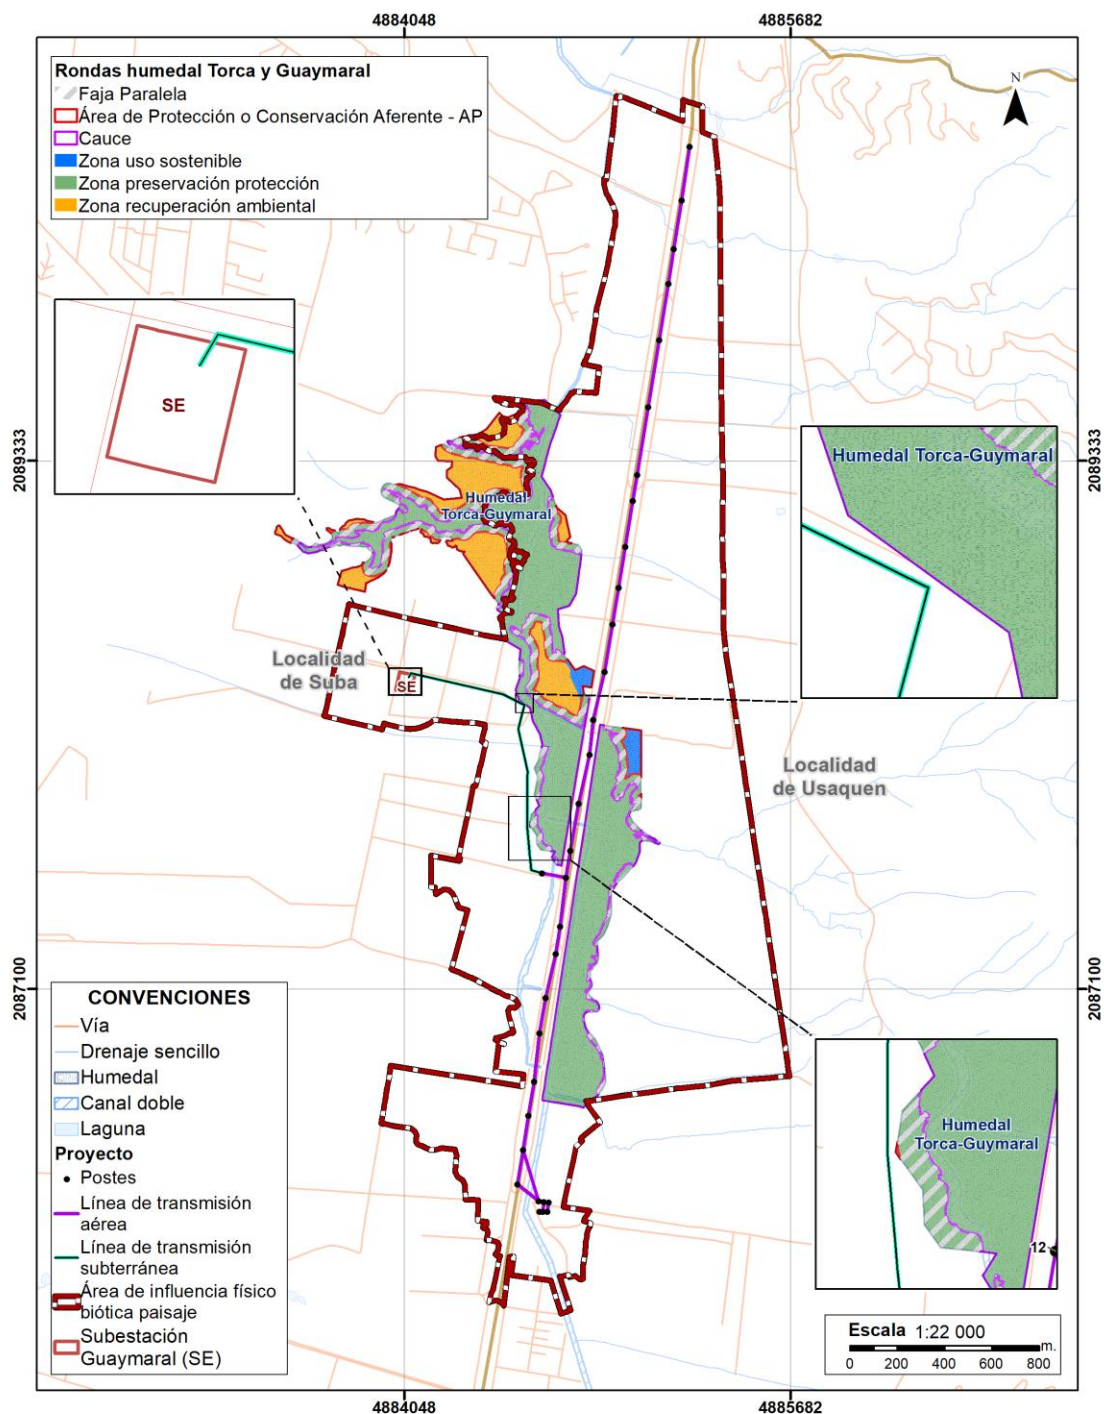 4884048
4885682
Rondas humedal Torca y Guaymaral
Faja Paralela
Área de Protección o Conservación Aferente - AP
Cauce
Zona uso sostenible
Zona preservación protección
Zona recuperación ambiental
N
SE
2089333
2089333
Humedal Torca-Guymaral
Humedal
Torca-Guymaral
Localidad
de Suba
SE
Localidad
de Usaquen
2087100
2087100
CONVENCIONES
Vía
Drenaje sencillo
Humedal
Canal doble
Laguna
Proyecto
Postes
Línea de transmisión
aérea
Línea de transmisión
subterránea
Área de influencia físico
biótica paisaje
Subestación
Guaymaral (SE)
Humedal
Torca-Guymaral
12
Escala 1:22 000
m.
0 200 400 600 800
4884048
4885682